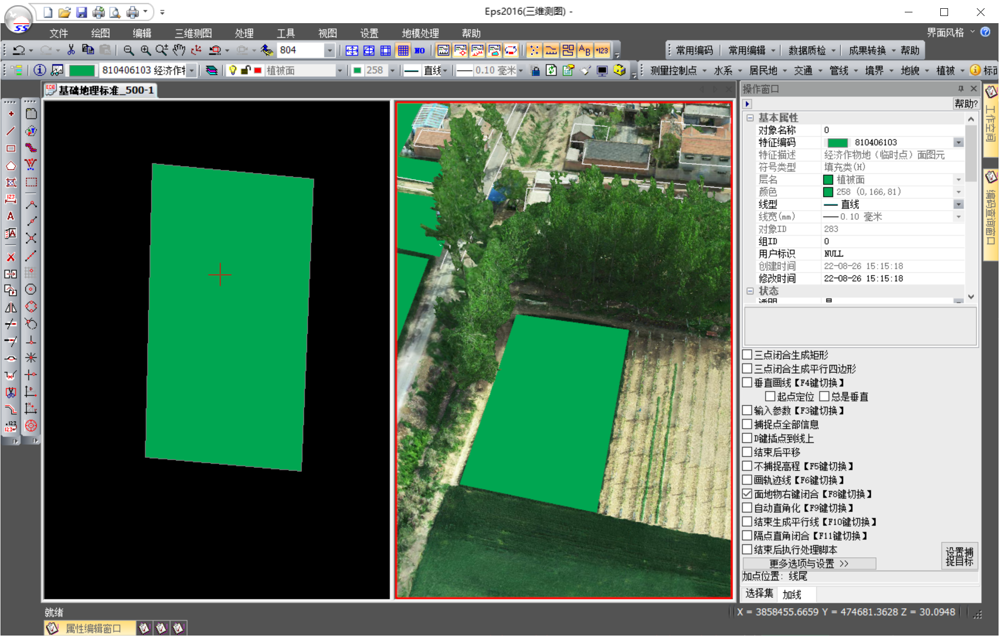 Eps2016(三维测图) -
SS
文件 绘图 编辑 三维测图 处理 工具 视图 设置 地模处理 帮助 界面风格
804 NO AB +123 常用编码 常用编辑 数据质检 成果转换 帮助
810406103 经济作 植被面 258 直线 0.10 毫米 测量控制点 水系 居民地 交通 管线 境界 地貌 植被
EDB 基础地理标准_500-1
操作窗口
帮助?
基本属性
对象名称 0
特征编码 810406103
特征描述 经济作物地（临时点）面图元
符号类型 填充类(H)
层名 植被面
颜色 258 (0,166,81)
线型 直线
线宽(mm) 0.10 毫米
对象ID 283
组ID 0
用户标识 NULL
创建时间 22-08-26 15:15:18
修改时间 22-08-26 15:15:18
状态
三点闭合生成矩形
三点闭合生成平行四边形
垂直画线【F4键切换】
起点定位 总是垂直
输入参数【F3键切换】
捕捉点全部信息
D键插点到线上
结束后平移
不捕捉高程【F5键切换】
画轨迹线【F6键切换】
面地物右键闭合【F8键切换】
自动直角化【F9键切换】
结束生成平行线【F10键切换】
隔点直角闭合【F11键切换】
结束后执行处理脚本
更多选项与设置 >>
设置捕
捉目标
加点位置: 线尾
选择集 加线
工作空间
编码查询窗口
就绪
X = 3858455.6659 Y = 474681.3628 Z = 30.0948
属性编辑窗口